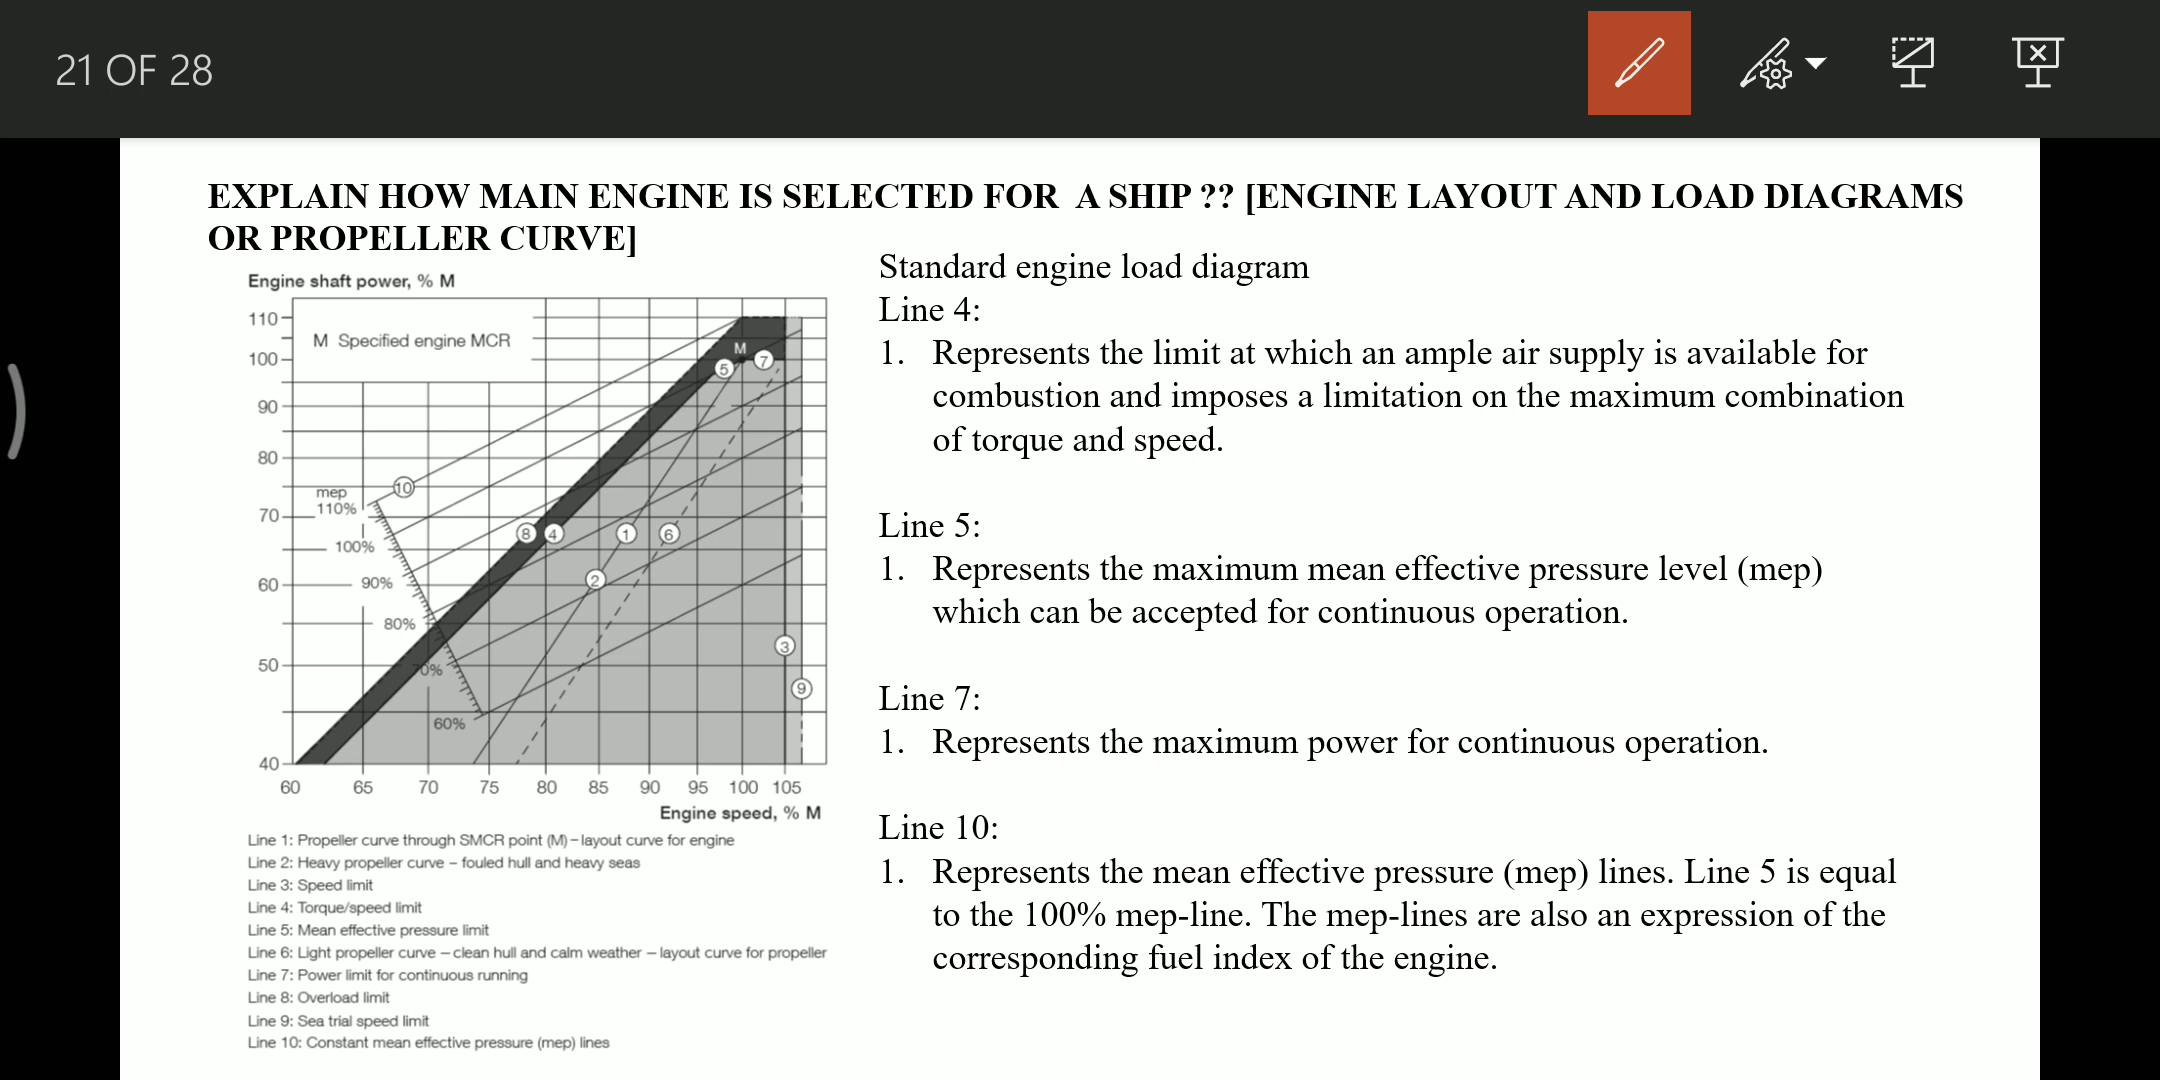 21 OF 28
EXPLAIN HOW MAIN ENGINE IS SELECTED FOR A SHIP ?? [ENGINE LAYOUT AND LOAD DIAGRAMS
OR PROPELLER CURVE]
Engine shaft power, % M
110
M Specified engine MCR
100
90
80
70
60
50
40
mep
110%
100%
90%
80%
70%
60%
10
8
4
1
6
2
5
M
7
3
9
60 65 70 75 80 85 90 95 100 105
Engine speed, % M
Line 1: Propeller curve through SMCR point (M) – layout curve for engine
Line 2: Heavy propeller curve – fouled hull and heavy seas
Line 3: Speed limit
Line 4: Torque/speed limit
Line 5: Mean effective pressure limit
Line 6: Light propeller curve – clean hull and calm weather – layout curve for propeller
Line 7: Power limit for continuous running
Line 8: Overload limit
Line 9: Sea trial speed limit
Line 10: Constant mean effective pressure (mep) lines
Standard engine load diagram
Line 4:
1. Represents the limit at which an ample air supply is available for
combustion and imposes a limitation on the maximum combination
of torque and speed.
Line 5:
1. Represents the maximum mean effective pressure level (mep)
which can be accepted for continuous operation.
Line 7:
1. Represents the maximum power for continuous operation.
Line 10:
1. Represents the mean effective pressure (mep) lines. Line 5 is equal
to the 100% mep-line. The mep-lines are also an expression of the
corresponding fuel index of the engine.